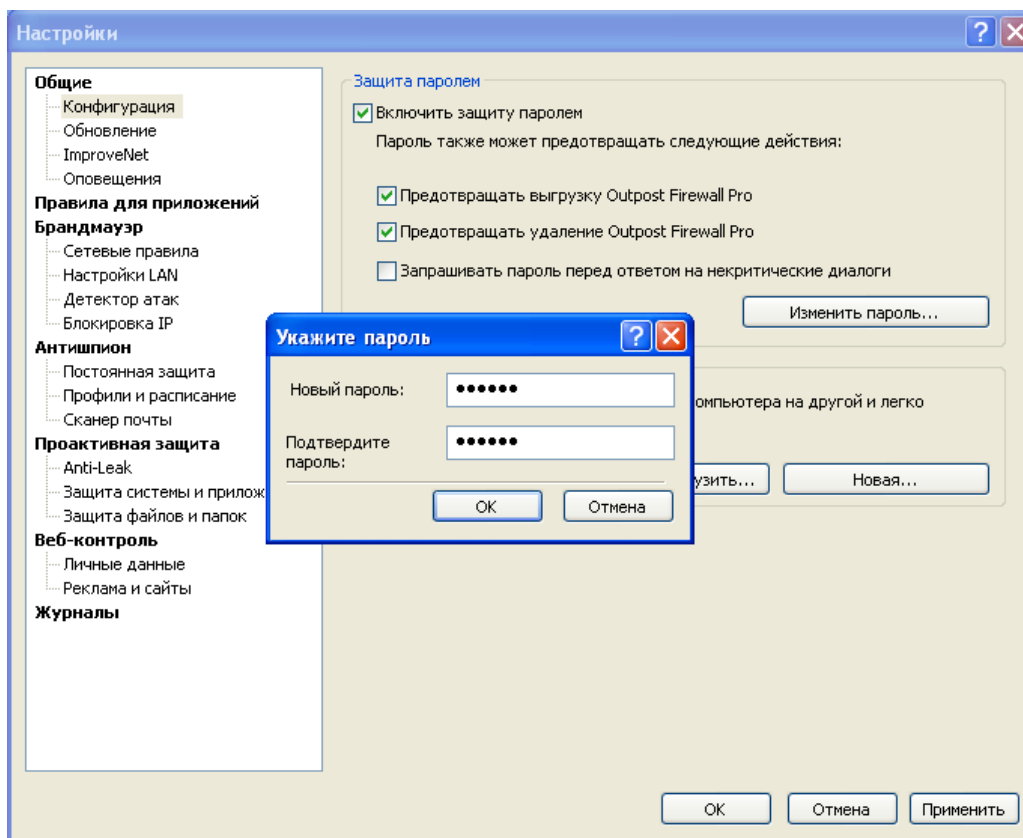 Настройки
Общие
Конфигурация
Обновление
ImproveNet
Оповещения
Правила для приложений
Брандмауэр
Сетевые правила
Настройки LAN
Детектор атак
Блокировка IP
Антишпион
Постоянная защита
Профили и расписание
Сканер почты
Проактивная защита
Anti-Leak
Защита системы и прилож
Защита файлов и папок
Веб-контроль
Личные данные
Реклама и сайты
Журналы
Защита паролем
Включить защиту паролем
Пароль также может предотвращать следующие действия:
Предотвращать выгрузку Outpost Firewall Pro
Предотвращать удаление Outpost Firewall Pro
Запрашивать пароль перед ответом на некритические диалоги
Изменить пароль...
Укажите пароль
Новый пароль:
Подтвердите
пароль:
ОК
Отмена
омпьютера на другой и легко
узить...
Новая...
ОК
Отмена
Применить